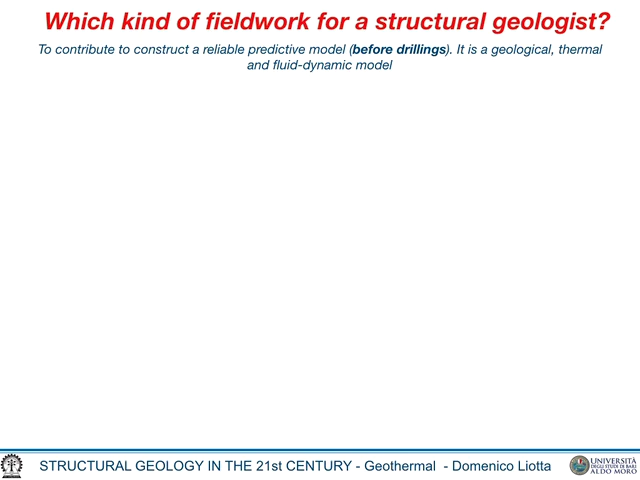 Which kind of fieldwork for a structural geologist?
To contribute to construct a reliable predictive model (before drillings). It is a geological, thermal
and fluid-dynamic model
STRUCTURAL GEOLOGY IN THE 21st CENTURY - Geothermal - Domenico Liotta
UNIVERSITÀ
DEGLI STUDI DI BARI
ALDO MORO